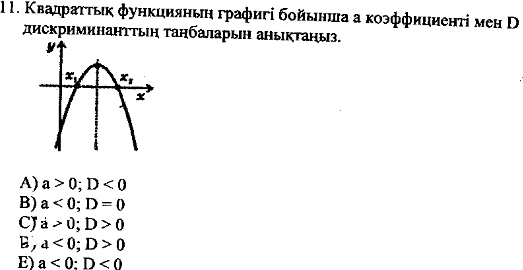 11. Квадраттық функцияның графигі бойынша a коэффициенті мен D
дискриминанттың таңбаларын анықтаңыз.
y
x₁
x₂
x
A) a > 0; D < 0
B) a < 0; D = 0
C) a > 0; D > 0
a < 0; D > 0
E) a < 0; D < 0